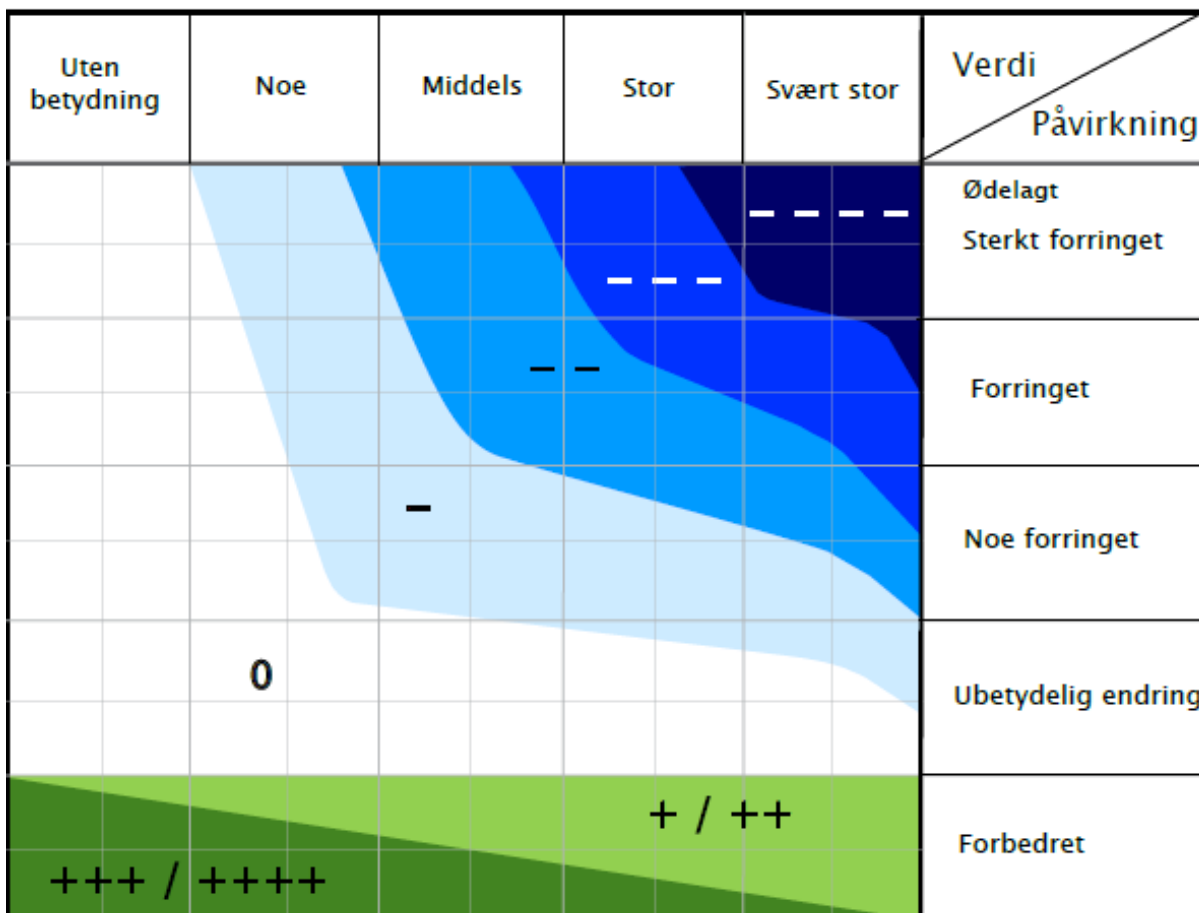 Uten
betydning
Noe
Middels
Stor
Svært stor
Verdi
Påvirkning
Ødelagt
Sterkt forringet
– – – –
– – –
Forringet
– –
Noe forringet
–
Ubetydelig endring
0
Forbedret
+ / ++
+++ / ++++